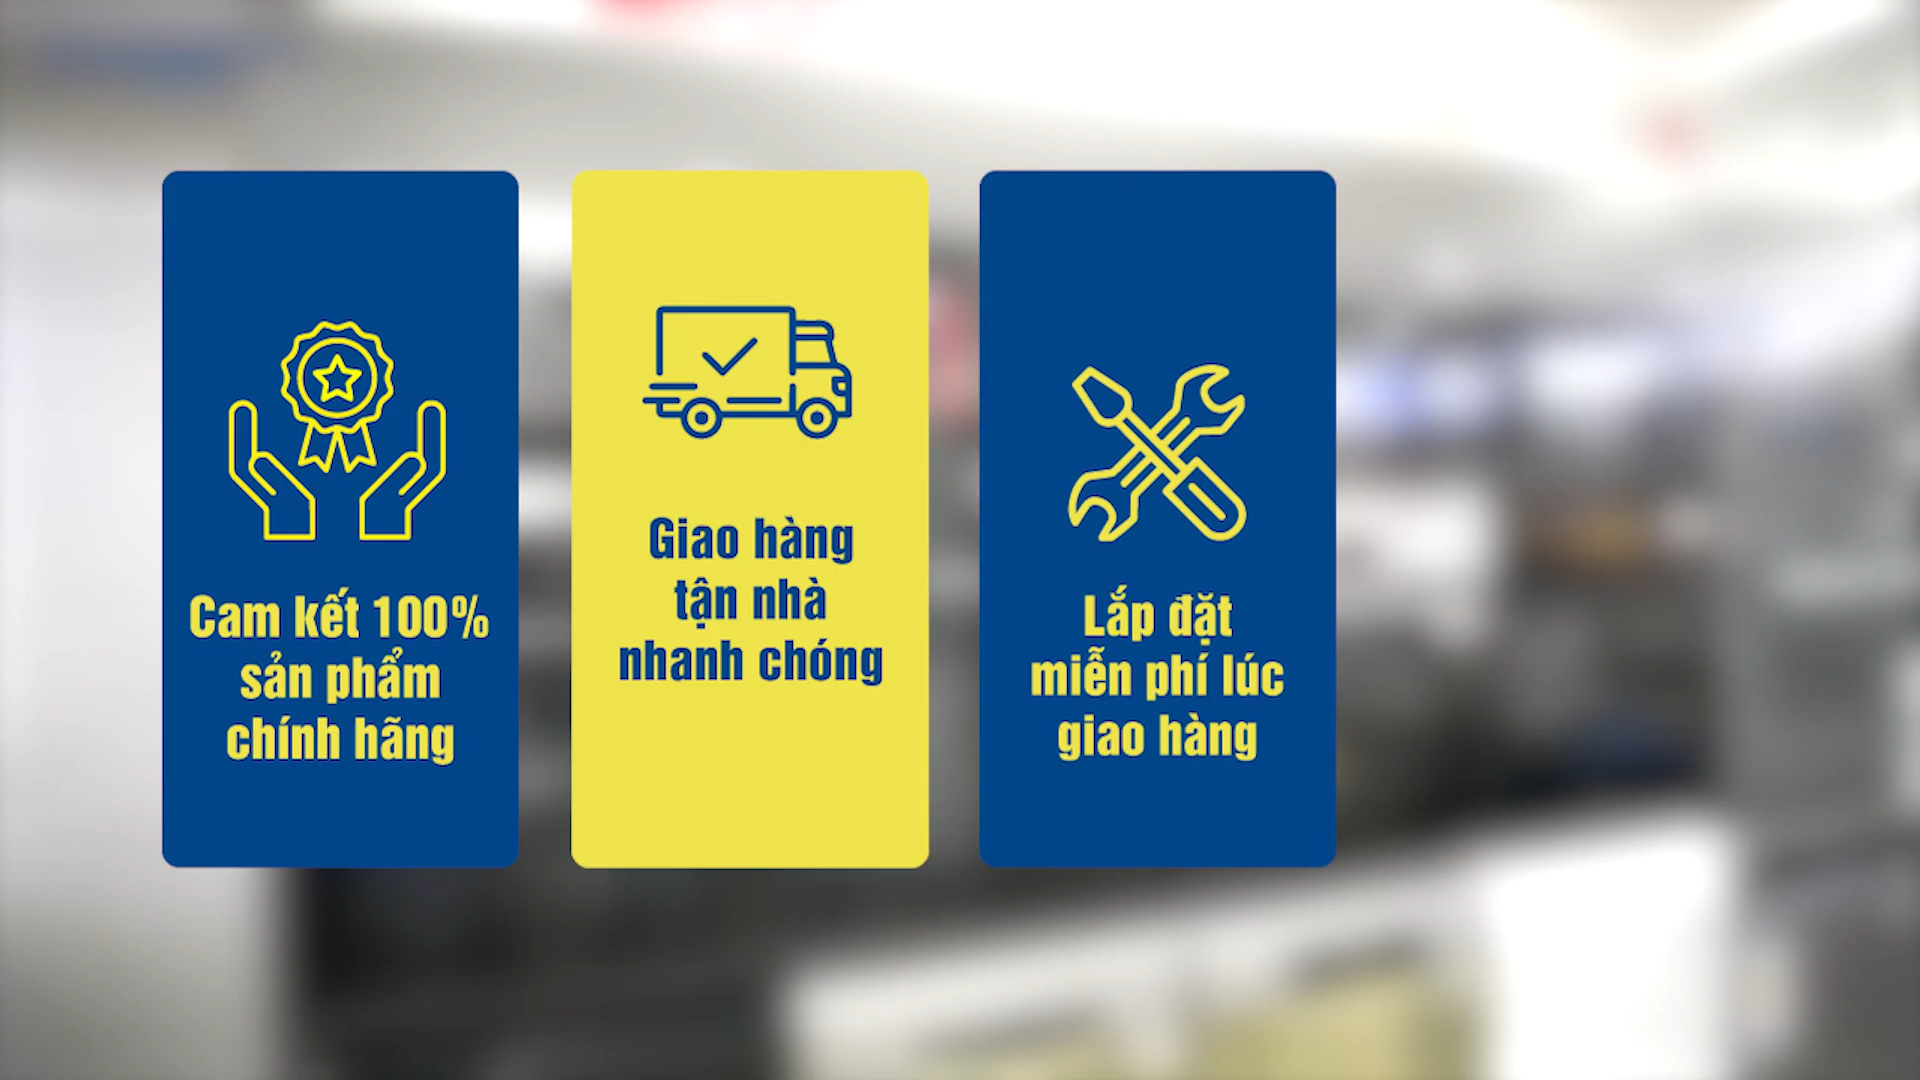 Cam kết 100%
sản phẩm
chính hãng
Giao hàng
tận nhà
nhanh chóng
Lắp đặt
miễn phí lúc
giao hàng